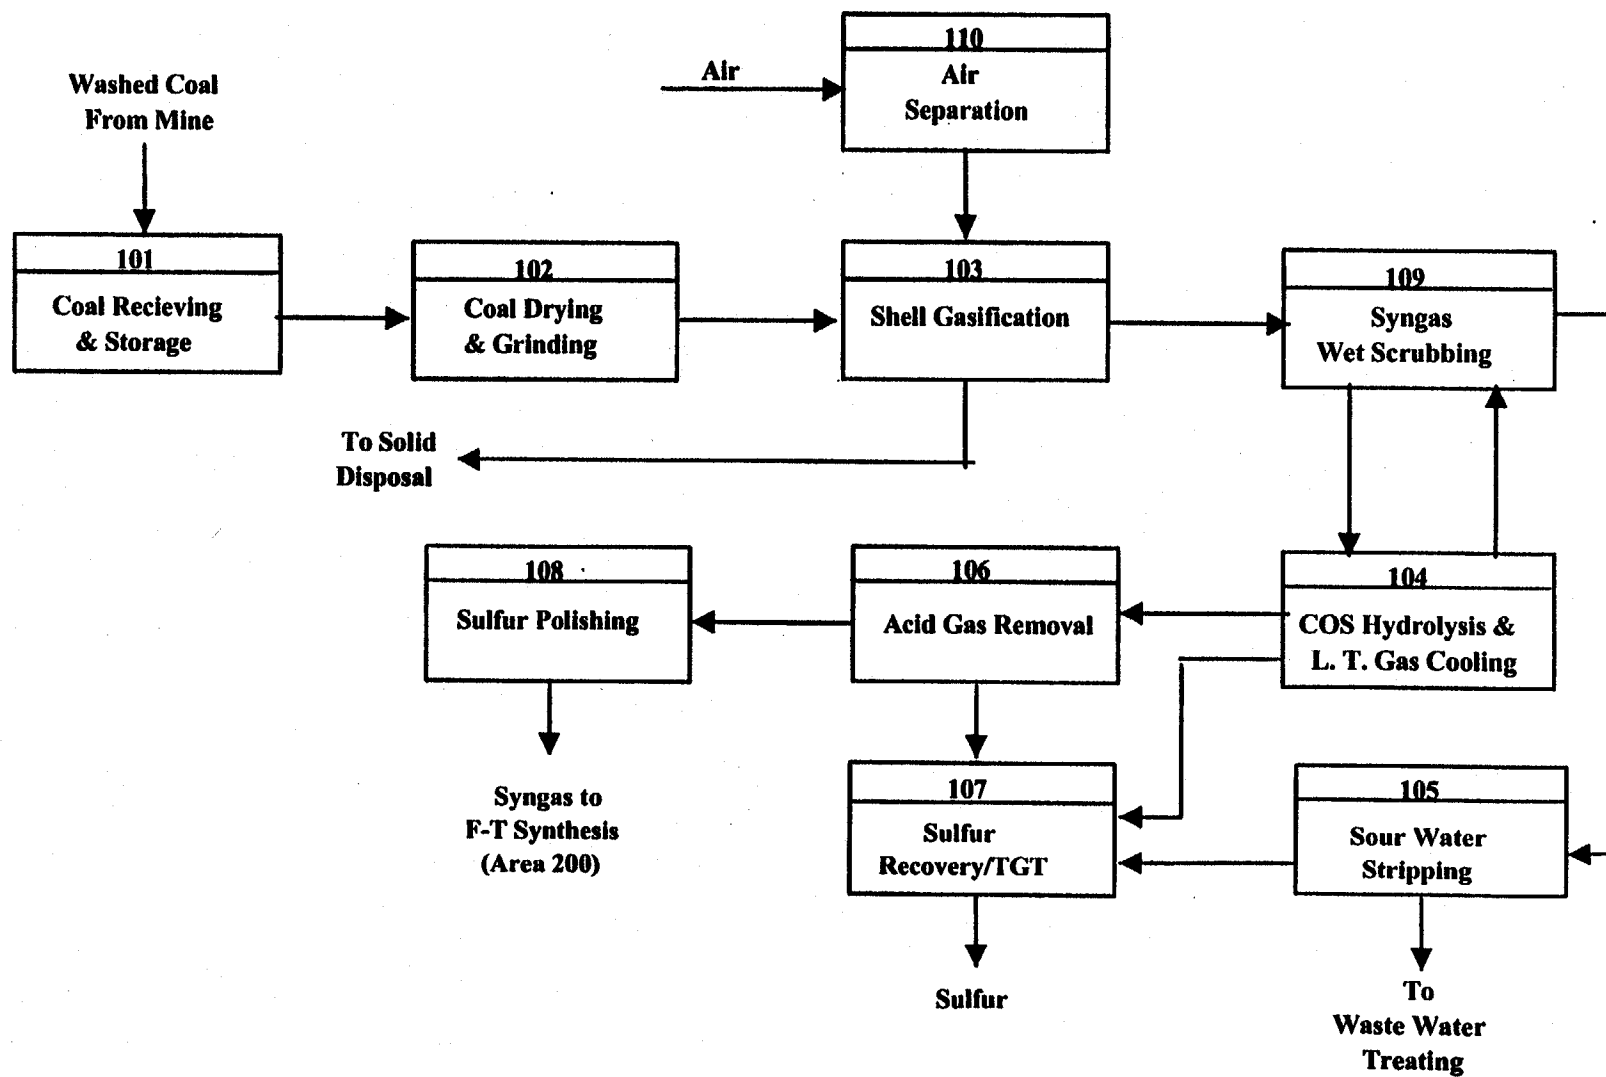 110
Air
Air
Separation
Washed Coal
From Mine
101
Coal Recieving
& Storage
102
Coal Drying
& Grinding
103
Shell Gasification
109
Syngas
Wet Scrubbing
To Solid
Disposal
108
Sulfur Polishing
106
Acid Gas Removal
104
COS Hydrolysis &
L. T. Gas Cooling
Syngas to
F-T Synthesis
(Area 200)
107
Sulfur
Recovery/TGT
105
Sour Water
Stripping
Sulfur
To
Waste Water
Treating